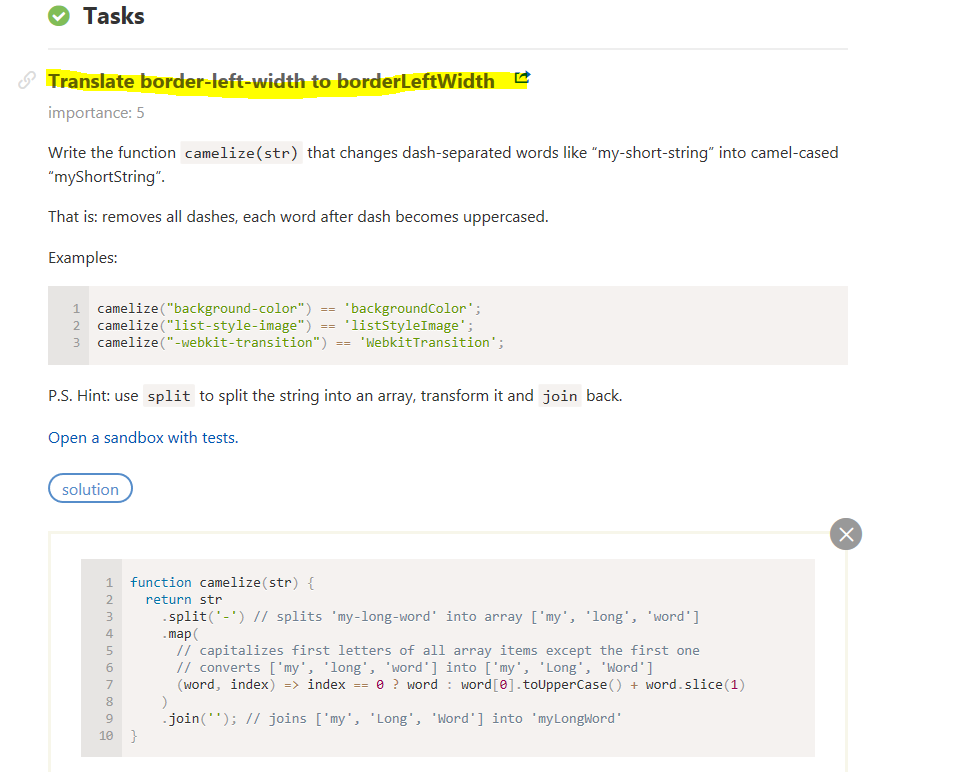 Tasks
Translate border-left-width to borderLeftWidth
importance: 5
Write the function camelize(str) that changes dash-separated words like “my-short-string” into camel-cased
“myShortString”.
That is: removes all dashes, each word after dash becomes uppercased.
Examples:
1 camelize("background-color") == 'backgroundColor';
2 camelize("list-style-image") == 'listStyleImage';
3 camelize("-webkit-transition") == 'WebkitTransition';
P.S. Hint: use split to split the string into an array, transform it and join back.
Open a sandbox with tests.
solution
1 function camelize(str) {
2   return str
3     .split('-') // splits 'my-long-word' into array ['my', 'long', 'word']
4     .map(
5       // capitalizes first letters of all array items except the first one
6       // converts ['my', 'long', 'word'] into ['my', 'Long', 'Word']
7       (word, index) => index == 0 ? word : word[0].toUpperCase() + word.slice(1)
8     )
9     .join(''); // joins ['my', 'Long', 'Word'] into 'myLongWord'
10 }